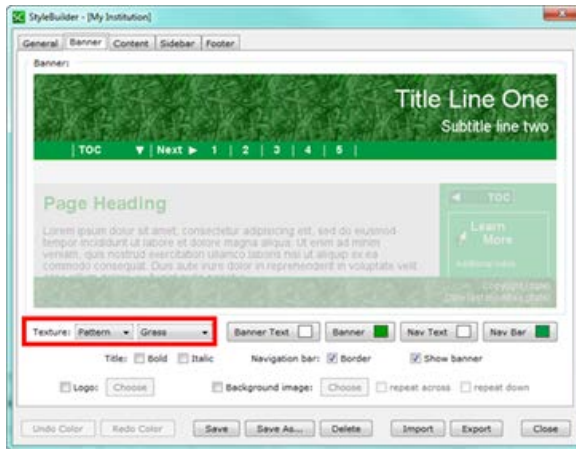 StyleBuilder - [My Institution]
General Banner Content Sidebar Footer
Banner:
Title Line One
Subtitle line two
TOC ▼ | Next ► 1 | 2 | 3 | 4 | 5 |
Page Heading
◄ TOC
Lorem ipsum dolor sit amet, consectetur adipiscing elit, sed do eiusmod
tempor incididunt ut labore et dolore magna aliqua. Ut enim ad minim
veniam, quis nostrud exercitation ullamco laboris nisi ut aliquip ex ea
commodo consequat. Duis aute irure dolor in reprehenderit in voluptate velit
Learn
More
Texture: Pattern Grass Banner Text Banner Nav Text Nav Bar
Title: Bold Italic Navigation bar: Border Show banner
Logo: Choose Background image: Choose repeat across repeat down
Undo Color Redo Color Save Save As... Delete Import Export Close